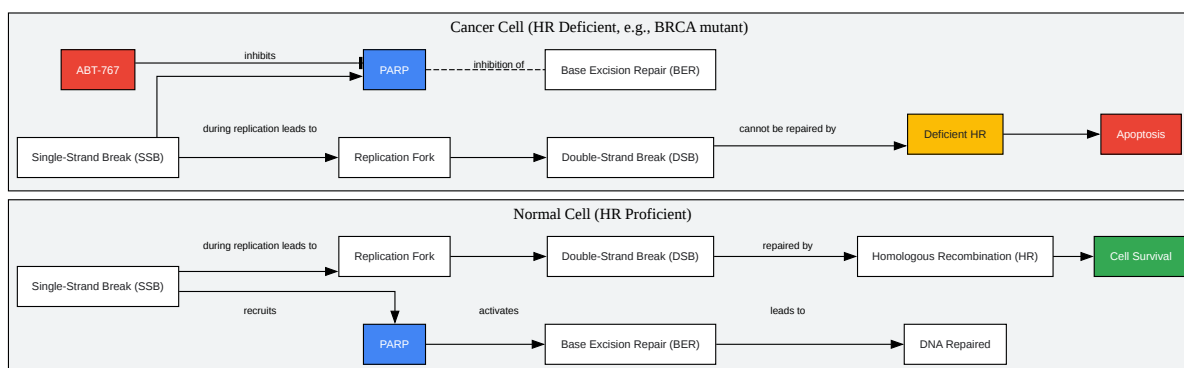 Cancer Cell (HR Deficient, e.g., BRCA mutant)
ABT-767
inhibits
PARP
inhibition of
Base Excision Repair (BER)
Single-Strand Break (SSB)
during replication leads to
Replication Fork
Double-Strand Break (DSB)
cannot be repaired by
Deficient HR
Apoptosis
Normal Cell (HR Proficient)
Single-Strand Break (SSB)
during replication leads to
Replication Fork
Double-Strand Break (DSB)
repaired by
Homologous Recombination (HR)
Cell Survival
recruits
PARP
activates
Base Excision Repair (BER)
leads to
DNA Repaired